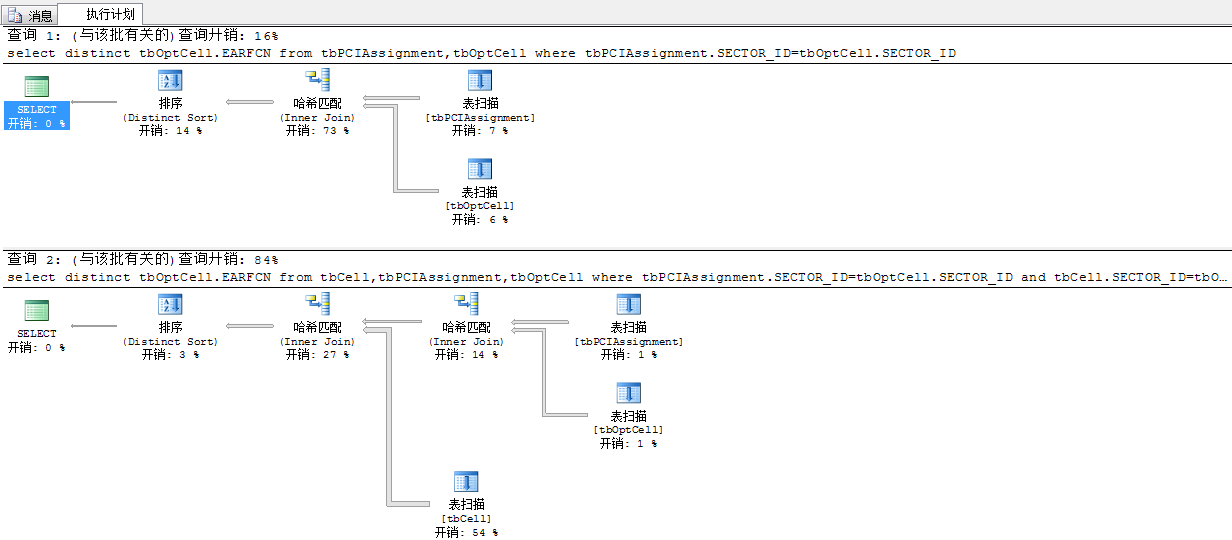 消息 执行计划
查询 1: (与该批有关的)查询开销: 16%
select distinct tbOptCell.EARFCN from tbPCIAssignment,tbOptCell where tbPCIAssignment.SECTOR_ID=tbOptCell.SECTOR_ID
SELECT
开销: 0 %
排序
(Distinct Sort)
开销: 14 %
哈希匹配
(Inner Join)
开销: 73 %
表扫描
[tbPCIAssignment]
开销: 7 %
表扫描
[tbOptCell]
开销: 6 %
查询 2: (与该批有关的)查询开销: 84%
select distinct tbOptCell.EARFCN from tbCell,tbPCIAssignment,tbOptCell where tbPCIAssignment.SECTOR_ID=tbOptCell.SECTOR_ID and tbCell.SECTOR_ID=tbO…
SELECT
开销: 0 %
排序
(Distinct Sort)
开销: 3 %
哈希匹配
(Inner Join)
开销: 27 %
哈希匹配
(Inner Join)
开销: 14 %
表扫描
[tbPCIAssignment]
开销: 1 %
表扫描
[tbOptCell]
开销: 1 %
表扫描
[tbCell]
开销: 54 %